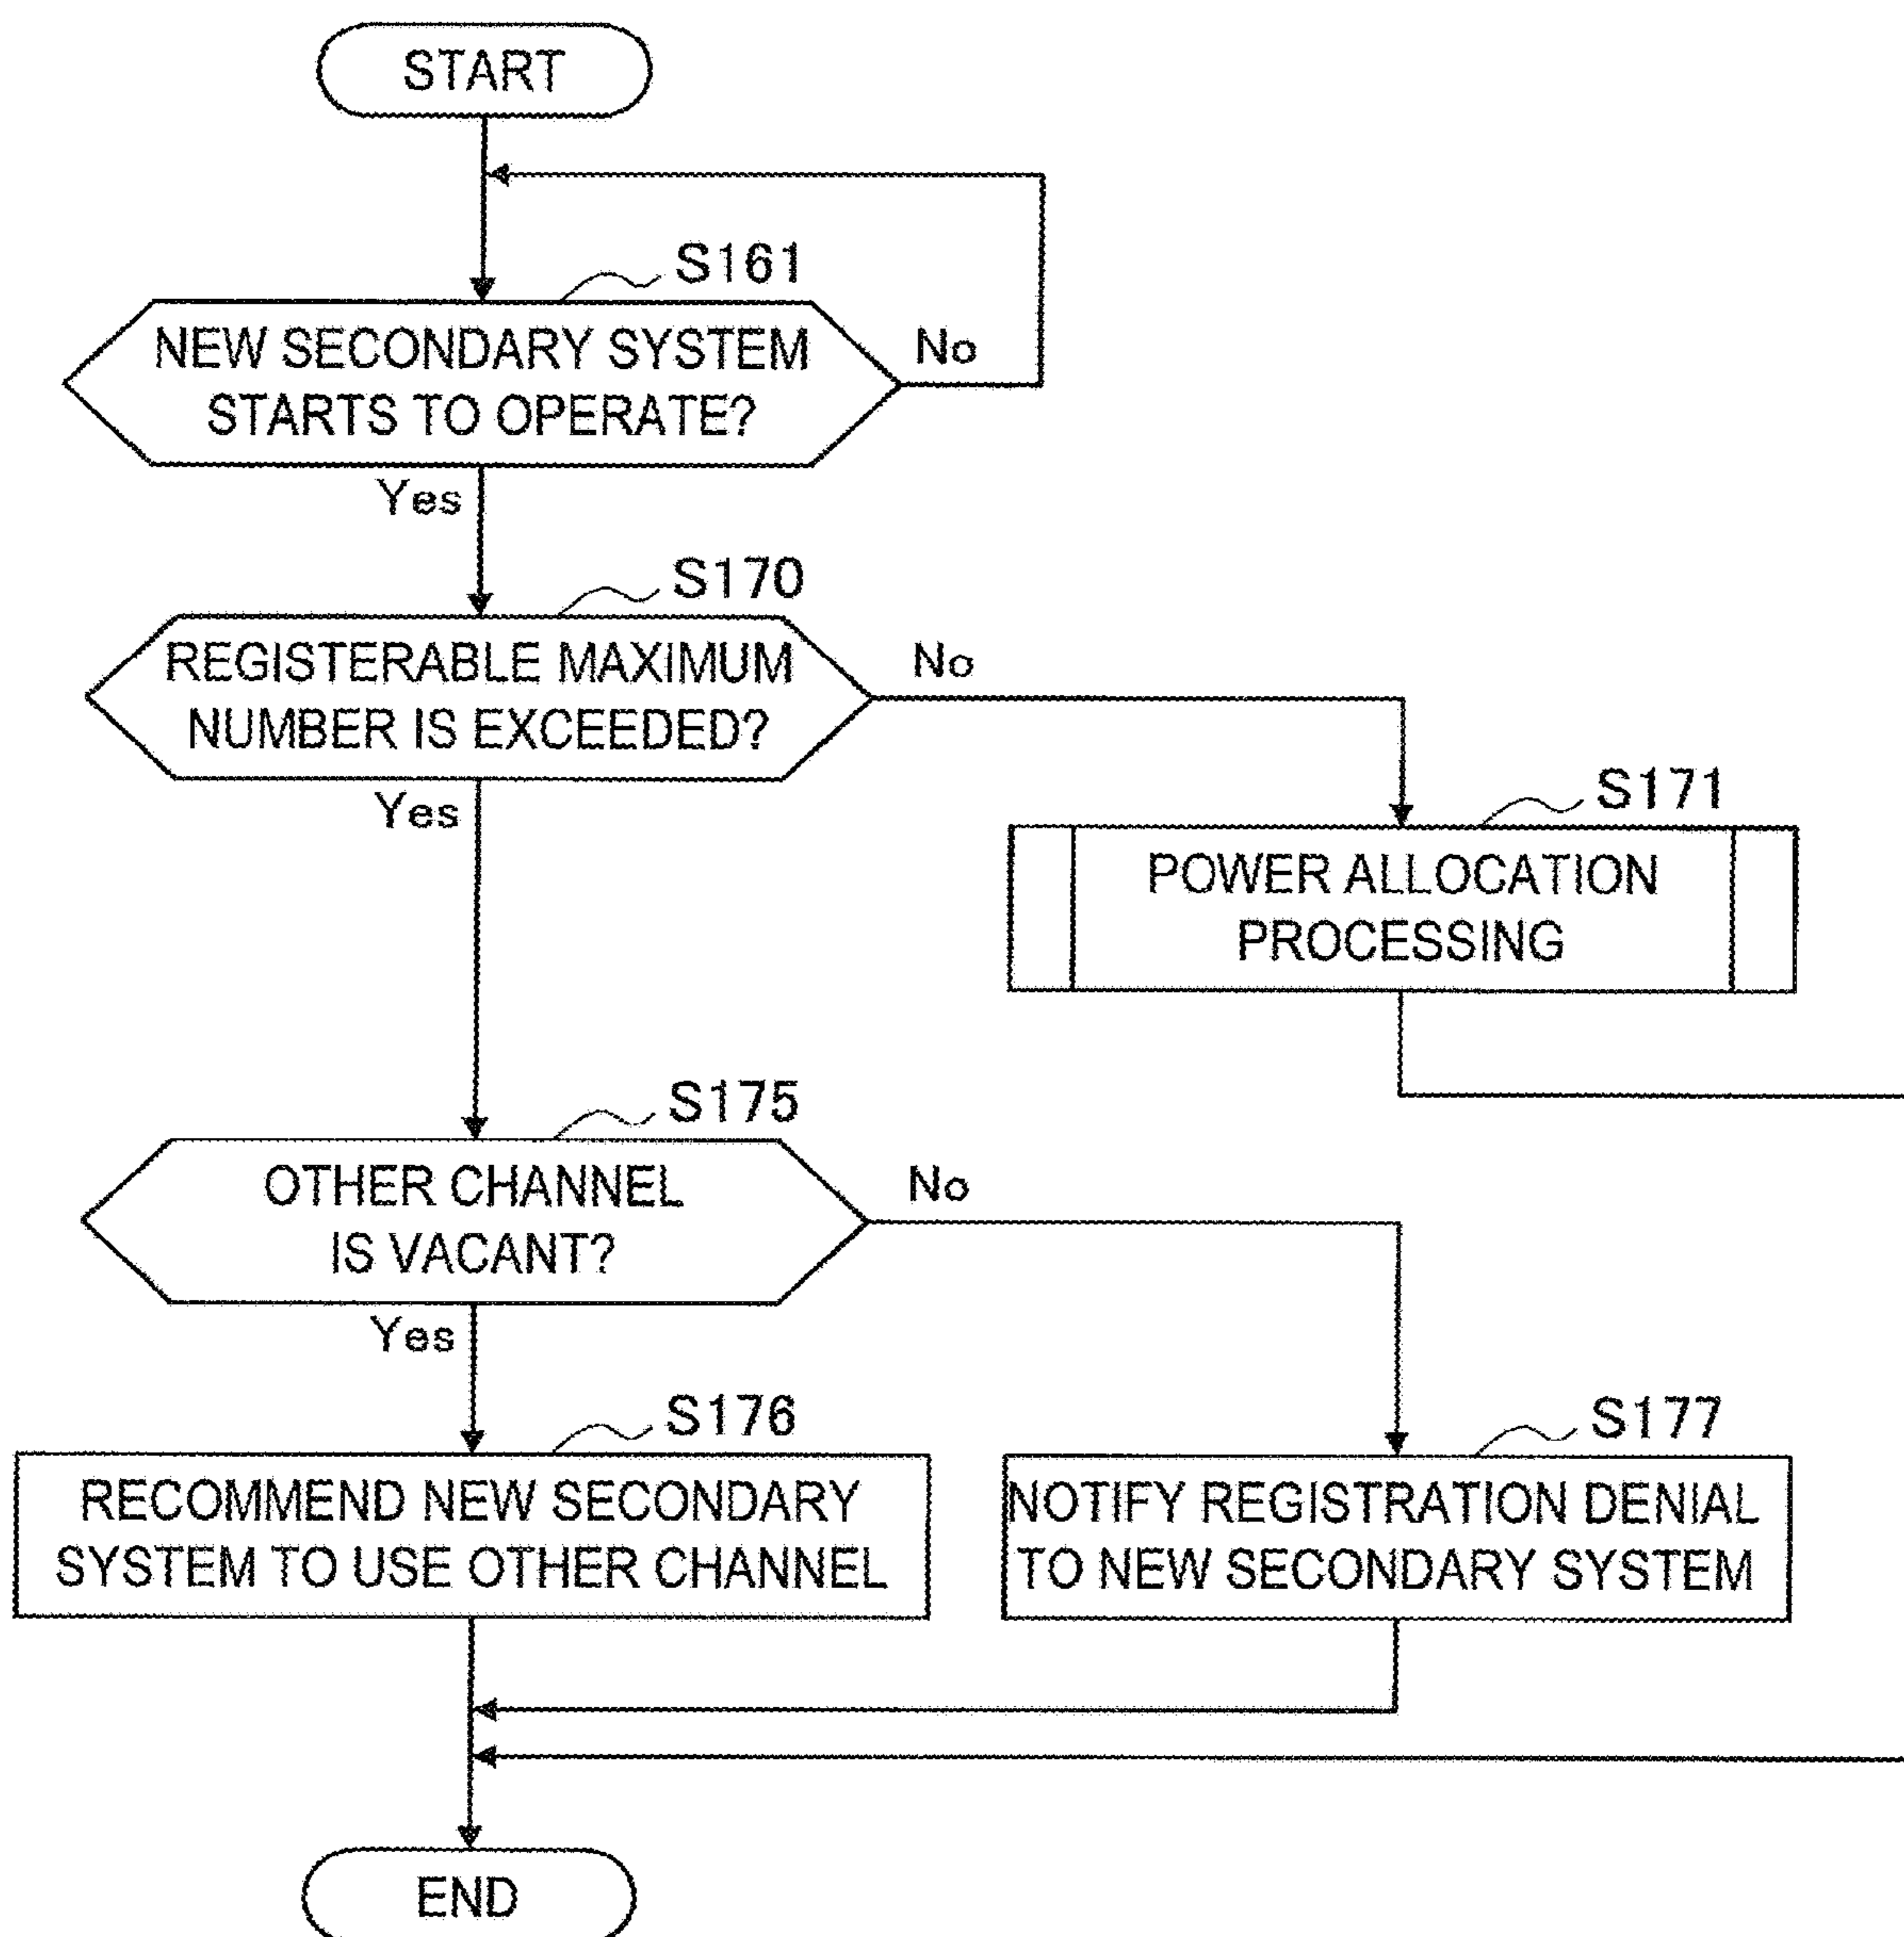 START
S161
NEW SECONDARY SYSTEM
STARTS TO OPERATE?
No
Yes
S170
REGISTERABLE MAXIMUM
NUMBER IS EXCEEDED?
No
Yes
S171
POWER ALLOCATION
PROCESSING
S175
OTHER CHANNEL
IS VACANT?
No
Yes
S176
RECOMMEND NEW SECONDARY
SYSTEM TO USE OTHER CHANNEL
S177
NOTIFY REGISTRATION DENIAL
TO NEW SECONDARY SYSTEM
END